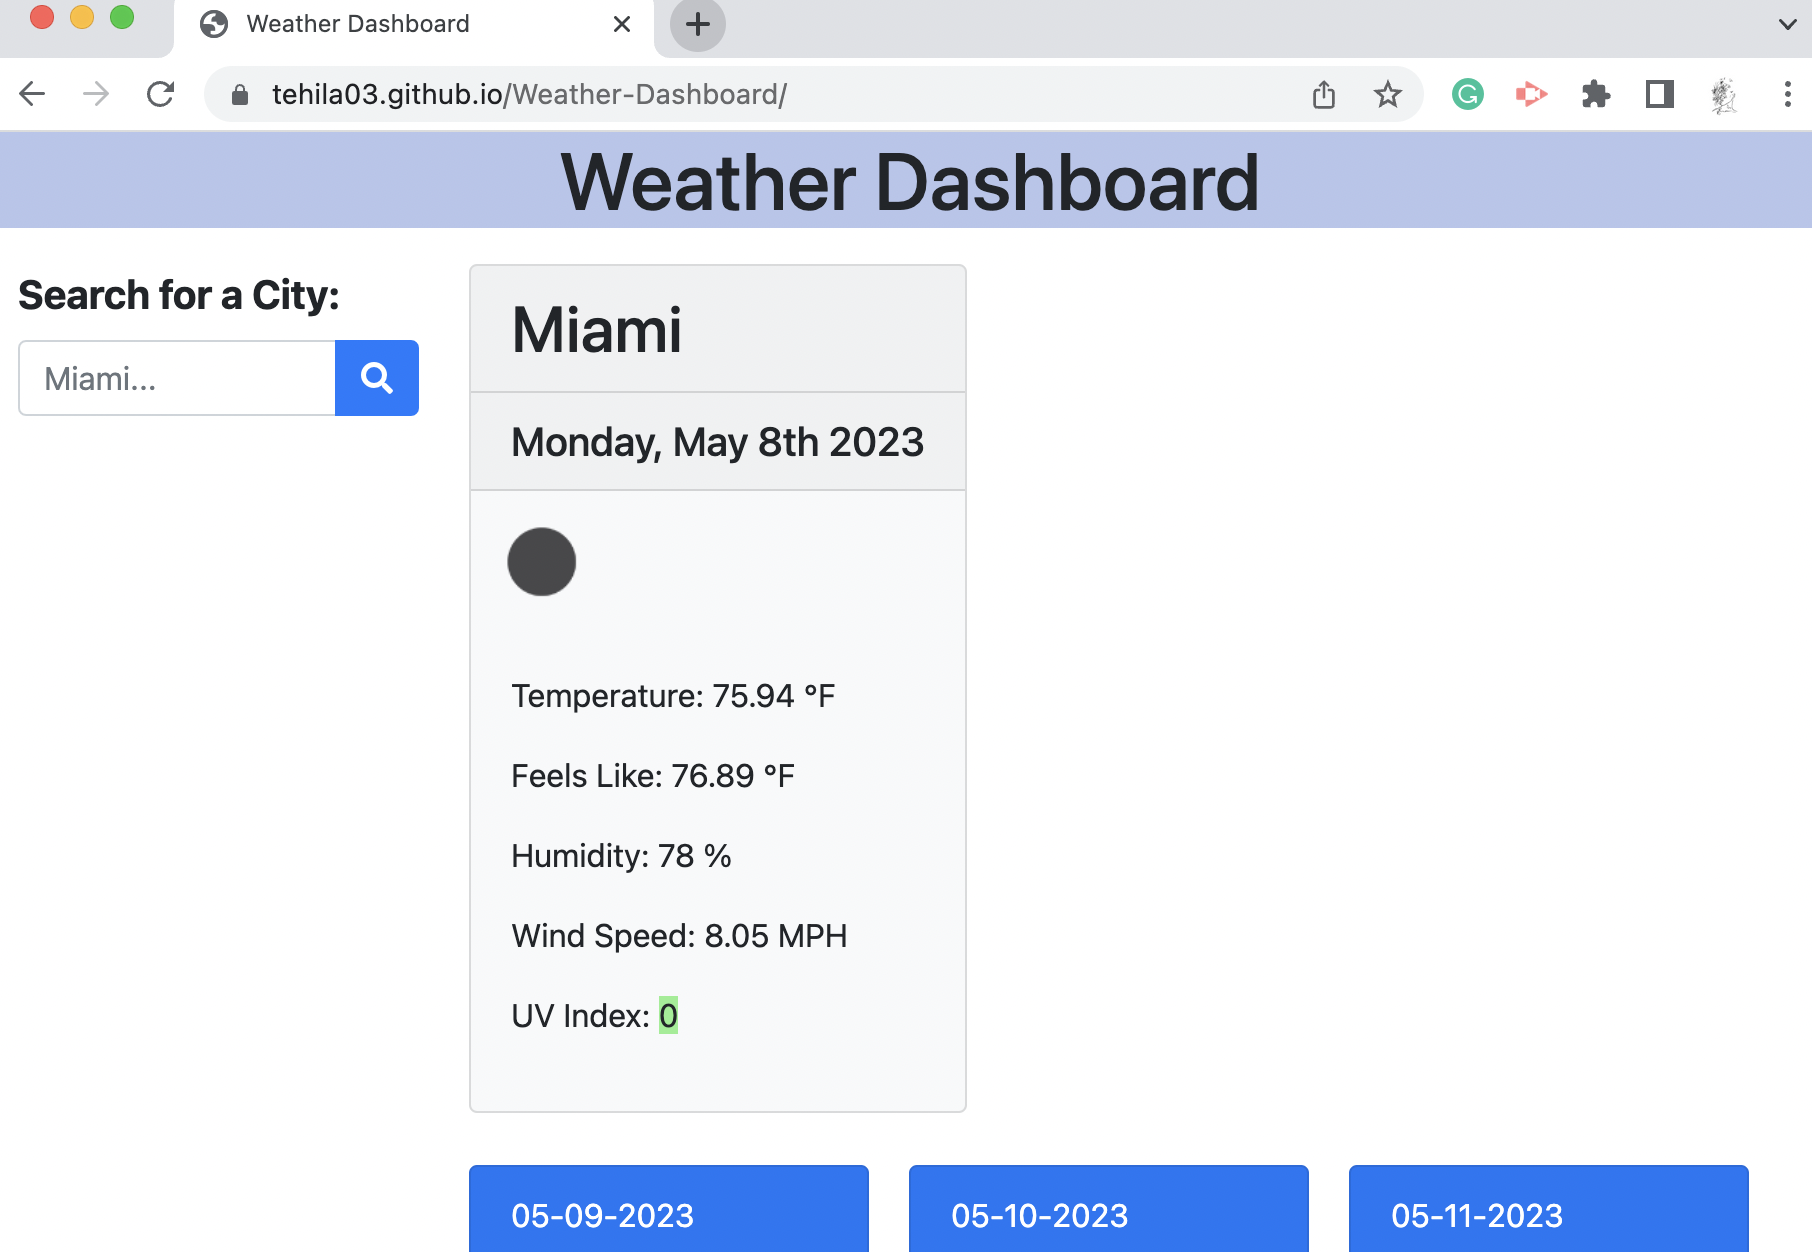 Weather Dashboard
tehila03.github.io/Weather-Dashboard/
Weather Dashboard
Search for a City:
Miami...
Miami
Monday, May 8th 2023
Temperature: 75.94 °F
Feels Like: 76.89 °F
Humidity: 78 %
Wind Speed: 8.05 MPH
UV Index: 0
05-09-2023
05-10-2023
05-11-2023